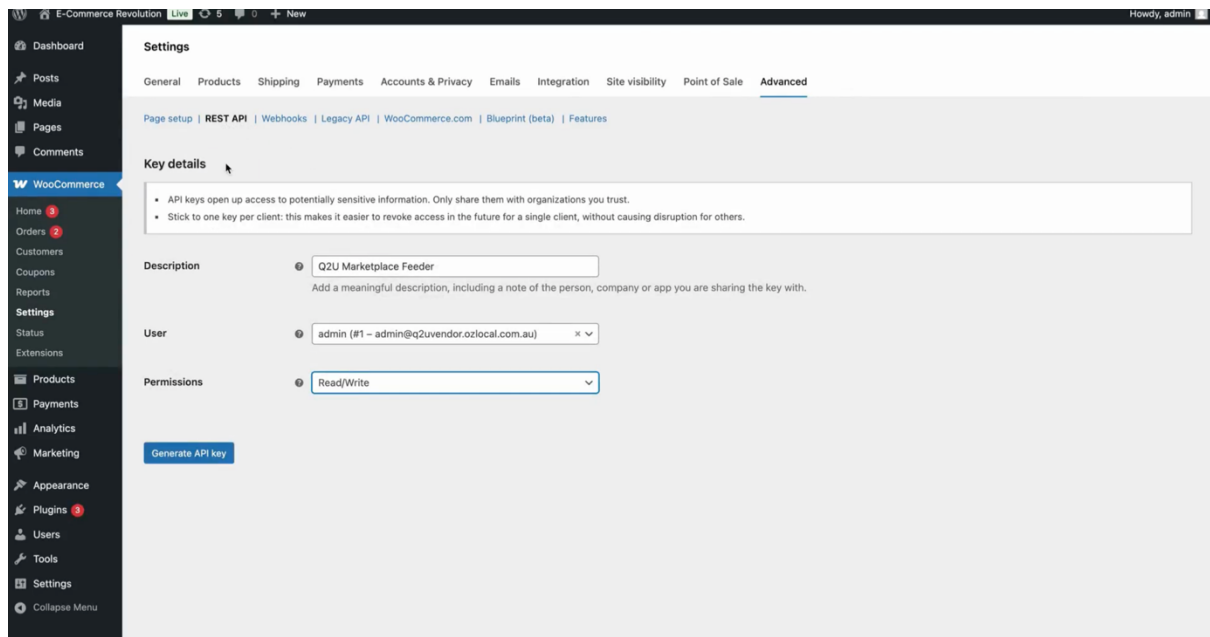 E-Commerce Revolution Live 5 0 + New Howdy, admin
Dashboard
Posts
Media
Pages
Comments
WooCommerce
Home 3
Orders 2
Customers
Coupons
Reports
Settings
Status
Extensions
Products
Payments
Analytics
Marketing
Appearance
Plugins 3
Users
Tools
Settings
Collapse Menu
Settings
General Products Shipping Payments Accounts & Privacy Emails Integration Site visibility Point of Sale Advanced
Page setup | REST API | Webhooks | Legacy API | WooCommerce.com | Blueprint (beta) | Features
Key details
• API keys open up access to potentially sensitive information. Only share them with organizations you trust.
• Stick to one key per client: this makes it easier to revoke access in the future for a single client, without causing disruption for others.
Description Q2U Marketplace Feeder
Add a meaningful description, including a note of the person, company or app you are sharing the key with.
User admin (#1 – admin@q2uvendor.ozlocal.com.au) ×
Permissions Read/Write
Generate API key